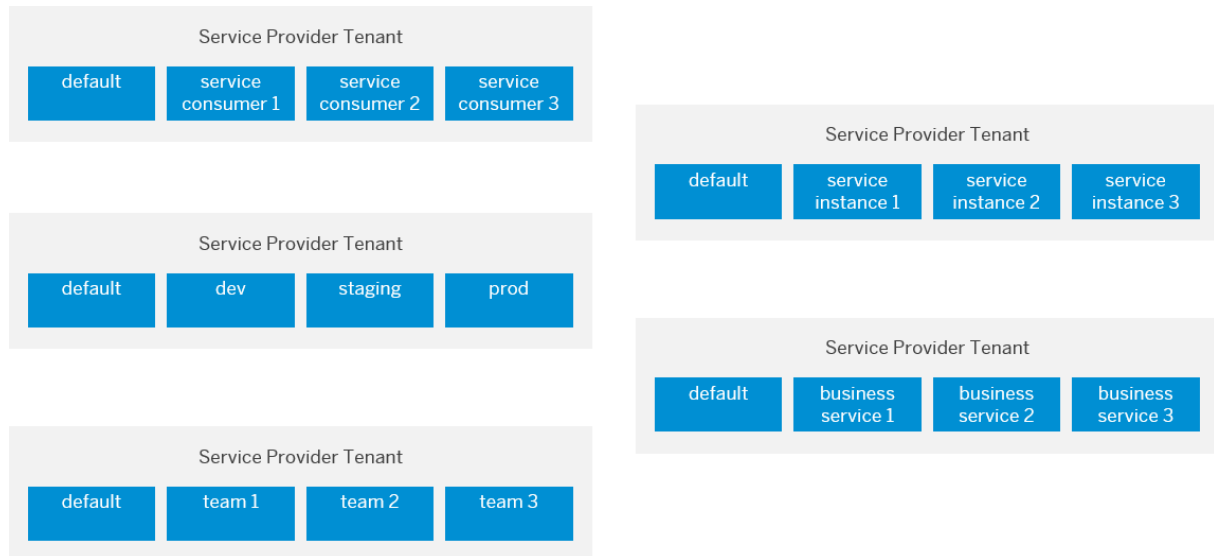 Service Provider Tenant
default
service
consumer 1
service
consumer 2
service
consumer 3
Service Provider Tenant
default
dev
staging
prod
Service Provider Tenant
default
team 1
team 2
team 3
Service Provider Tenant
default
service
instance 1
service
instance 2
service
instance 3
Service Provider Tenant
default
business
service 1
business
service 2
business
service 3